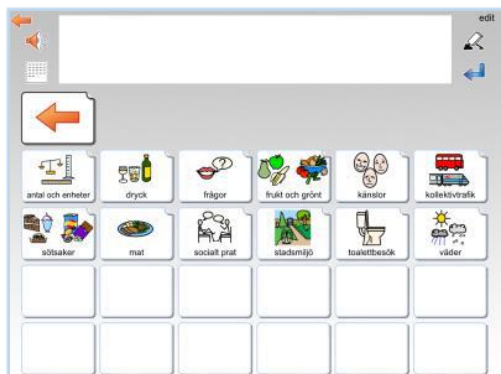 edit
antal och enheter
dryck
frågor
frukt och grönt
känslor
kollektivtrafik
sötsaker
mat
socialt prat
stadsmiljö
toalettbesök
väder